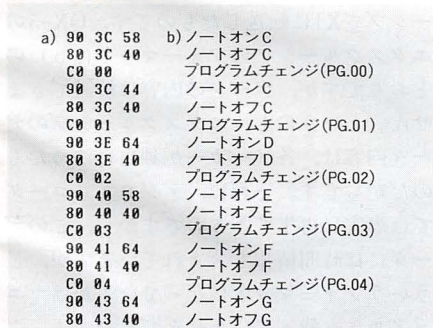 a) 90 3C 58 b) ノートオンC
80 3C 40 ノートオフC
C0 00 プログラムチェンジ(PG.00)
90 3C 44 ノートオンC
80 3C 40 ノートオフC
C0 01 プログラムチェンジ(PG.01)
90 3E 64 ノートオンD
80 3E 40 ノートオフD
C0 02 プログラムチェンジ(PG.02)
90 40 58 ノートオンE
80 40 40 ノートオフE
C0 03 プログラムチェンジ(PG.03)
90 41 64 ノートオンF
80 41 40 ノートオフF
C0 04 プログラムチェンジ(PG.04)
90 43 64 ノートオンG
80 43 40 ノートオフG